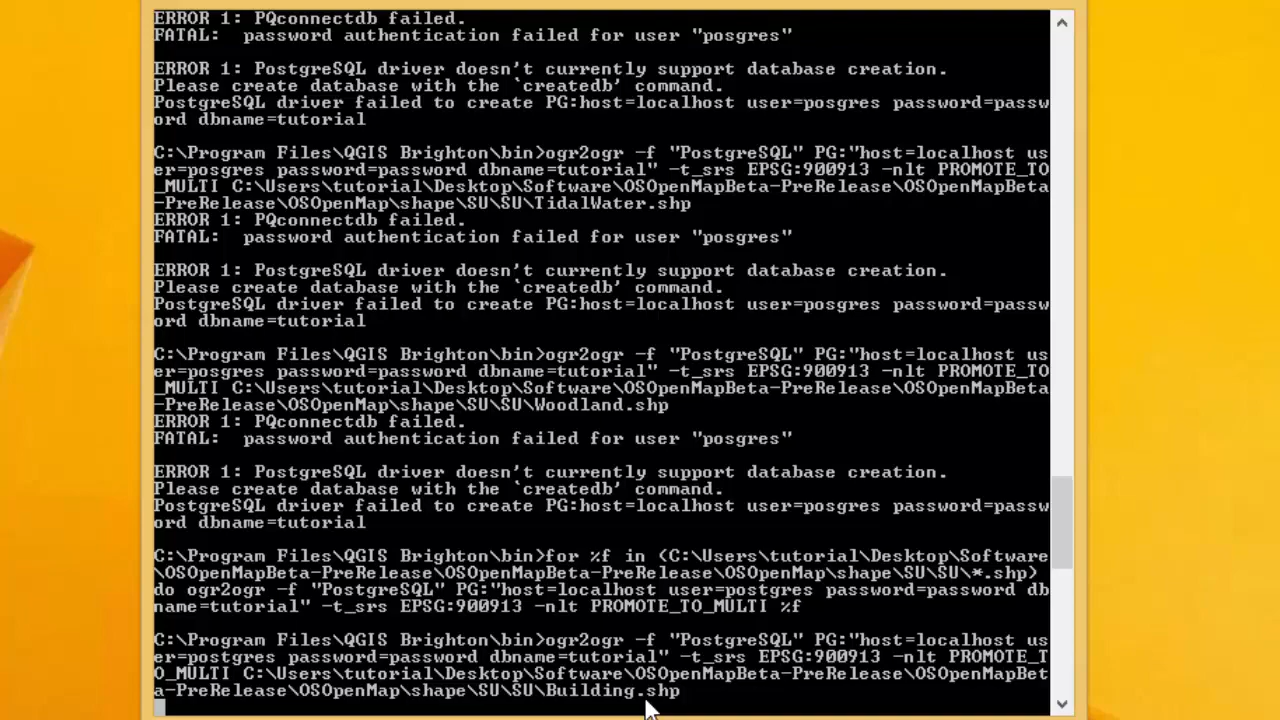 ERROR 1: PQconnectdb failed.
FATAL:  password authentication failed for user "posgres"
ERROR 1: PostgreSQL driver doesn't currently support database creation.
Please create database with the `createdb' command.
PostgreSQL driver failed to create PG:host=localhost user=posgres password=passw
ord dbname=tutorial
C:\Program Files\QGIS Brighton\bin>ogr2ogr -f "PostgreSQL" PG:"host=localhost us
er=posgres password=password dbname=tutorial" -t_srs EPSG:900913 -nlt PROMOTE_TO
_MULTI C:\Users\tutorial\Desktop\Software\OSOpenMapBeta-PreRelease\OSOpenMapBeta
-PreRelease\OSOpenMap\shape\SU\SU\TidalWater.shp
ERROR 1: PQconnectdb failed.
FATAL:  password authentication failed for user "posgres"
ERROR 1: PostgreSQL driver doesn't currently support database creation.
Please create database with the `createdb' command.
PostgreSQL driver failed to create PG:host=localhost user=posgres password=passw
ord dbname=tutorial
C:\Program Files\QGIS Brighton\bin>ogr2ogr -f "PostgreSQL" PG:"host=localhost us
er=posgres password=password dbname=tutorial" -t_srs EPSG:900913 -nlt PROMOTE_TO
_MULTI C:\Users\tutorial\Desktop\Software\OSOpenMapBeta-PreRelease\OSOpenMapBeta
-PreRelease\OSOpenMap\shape\SU\SU\Woodland.shp
ERROR 1: PQconnectdb failed.
FATAL:  password authentication failed for user "posgres"
ERROR 1: PostgreSQL driver doesn't currently support database creation.
Please create database with the `createdb' command.
PostgreSQL driver failed to create PG:host=localhost user=posgres password=passw
ord dbname=tutorial
C:\Program Files\QGIS Brighton\bin>for %f in (C:\Users\tutorial\Desktop\Software
\OSOpenMapBeta-PreRelease\OSOpenMapBeta-PreRelease\OSOpenMap\shape\SU\SU\*.shp)
do ogr2ogr -f "PostgreSQL" PG:"host=localhost user=postgres password=password db
name=tutorial" -t_srs EPSG:900913 -nlt PROMOTE_TO_MULTI %f
C:\Program Files\QGIS Brighton\bin>ogr2ogr -f "PostgreSQL" PG:"host=localhost us
er=postgres password=password dbname=tutorial" -t_srs EPSG:900913 -nlt PROMOTE_T
O_MULTI C:\Users\tutorial\Desktop\Software\OSOpenMapBeta-PreRelease\OSOpenMapBet
a-PreRelease\OSOpenMap\shape\SU\SU\Building.shp